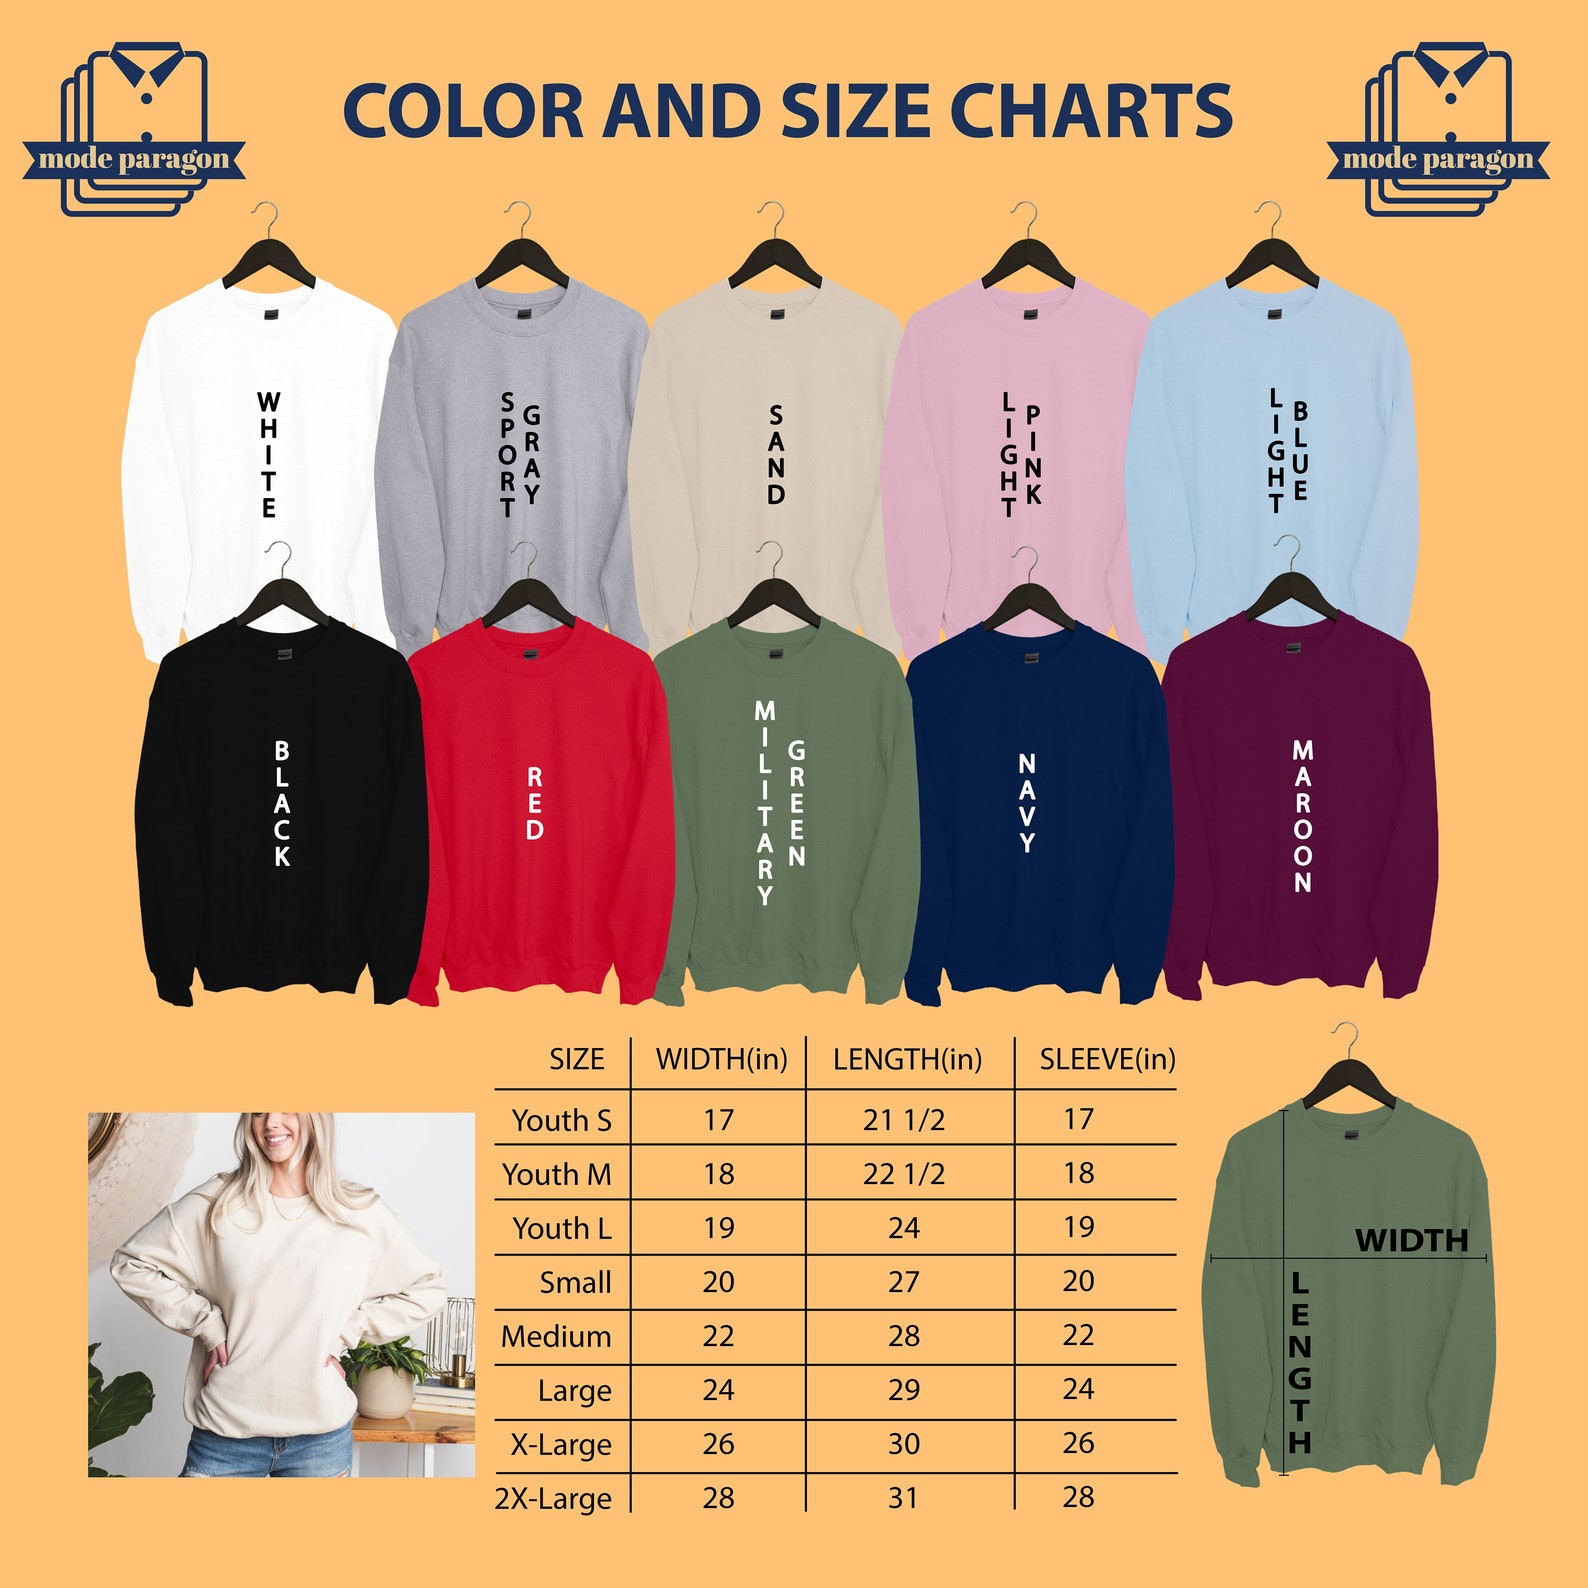 mode paragon
COLOR AND SIZE CHARTS
mode paragon
WHITE
SPORT
GRAY
SAND
LIGHT
PINK
LIGHT
BLUE
BLACK
RED
MILITARY
GREEN
NAVY
MAROON
SIZE WIDTH(in) LENGTH(in) SLEEVE(in)
Youth S 17 21 1/2 17
Youth M 18 22 1/2 18
Youth L 19 24 19
Small 20 27 20
Medium 22 28 22
Large 24 29 24
X-Large 26 30 26
2X-Large 28 31 28
WIDTH
LENGTH